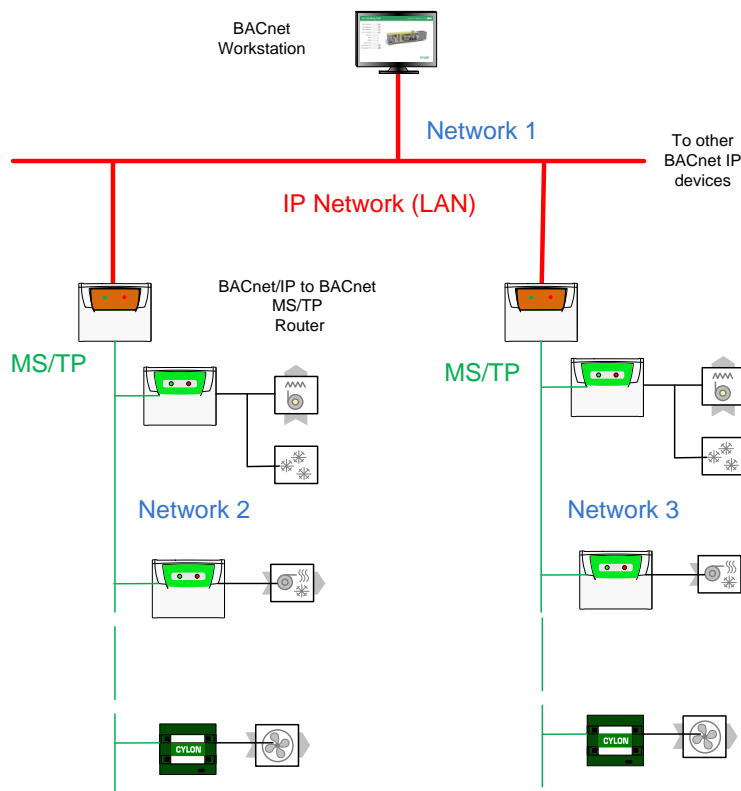 BACnet
Workstation
Network 1
To other
BACnet IP
devices
IP Network (LAN)
BACnet/IP to BACnet
MS/TP
Router
MS/TP
MS/TP
Network 2
Network 3
CYLON
CYLON